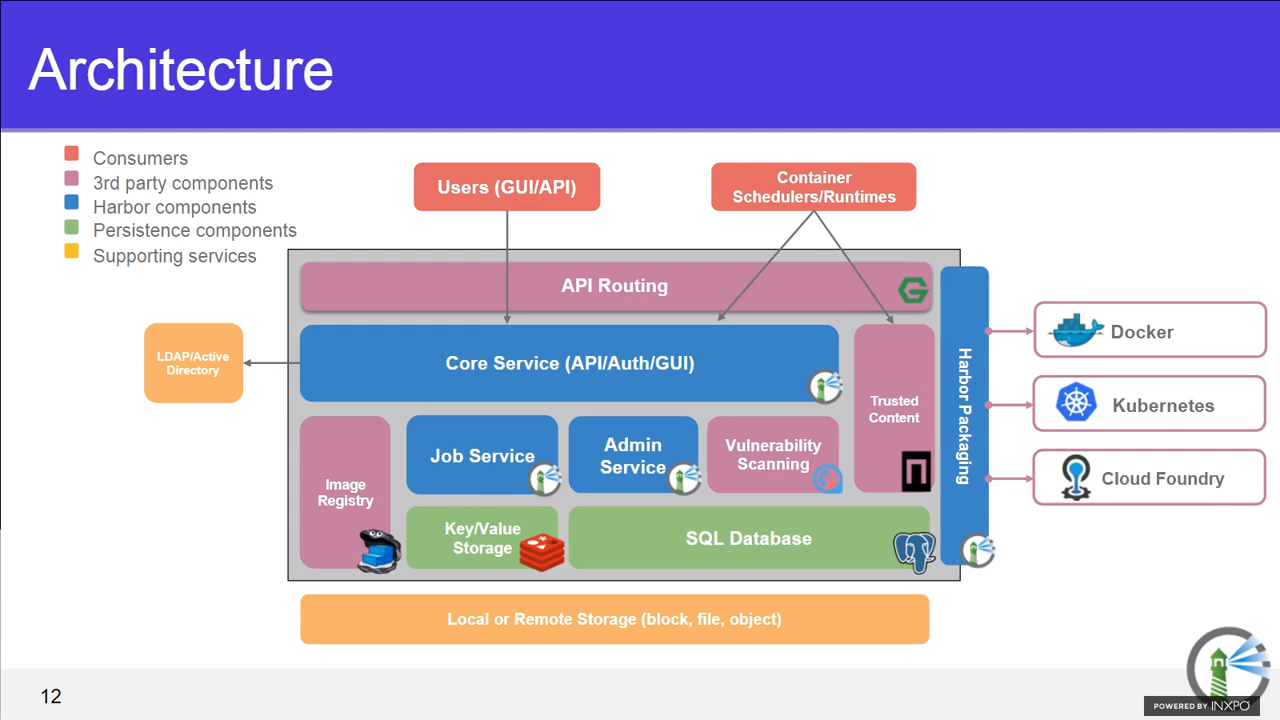 Architecture
Consumers
3rd party components
Harbor components
Persistence components
Supporting services
Users (GUI/API)
Container
Schedulers/Runtimes
API Routing
LDAP/Active
Directory
Core Service (API/Auth/GUI)
Trusted
Content
Harbor Packaging
Docker
Kubernetes
Cloud Foundry
Image
Registry
Job Service
Admin
Service
Vulnerability
Scanning
Key/Value
Storage
SQL Database
Local or Remote Storage (block, file, object)
12
POWERED BY INXPO